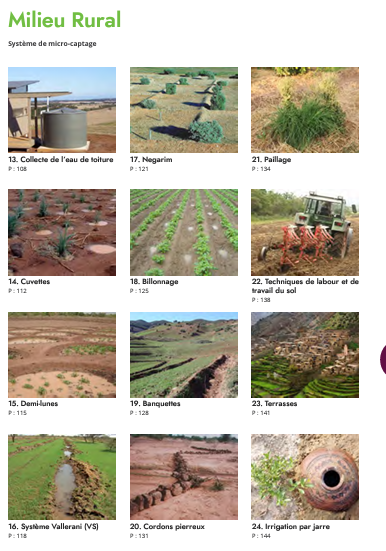 Milieu Rural
Système de micro-captage
13. Collecte de l'eau de toiture
P : 108
17. Negarim
P : 121
21. Paillage
P : 134
14. Cuvettes
P : 112
18. Billonnage
P : 125
22. Techniques de labour et de
travail du sol
P : 138
15. Demi-lunes
P : 115
19. Banquettes
P : 128
23. Terrasses
P : 141
16. Système Vallerani (VS)
P : 118
20. Cordons pierreux
P : 131
24. Irrigation par jarre
P : 144